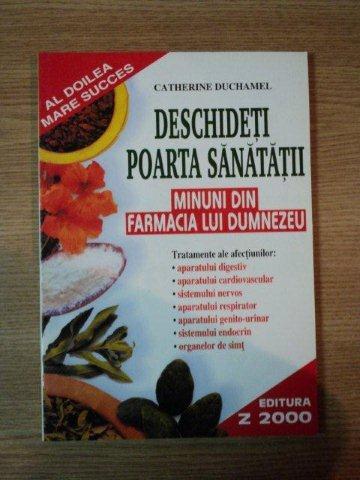 AL DOILEA
MARE SUCCES
CATHERINE DUCHAMEL
DESCHIDEȚI
POARTA SĂNĂTĂȚII
MINUNI DIN
FARMACIA LUI DUMNEZEU
Tratamente ale afecțiunilor:
• aparatului digestiv
• aparatului cardiovascular
• sistemului nervos
• aparatului respirator
• aparatului genito-urinar
• sistemului endocrin
• organelor de simț
EDITURA
Z 2000